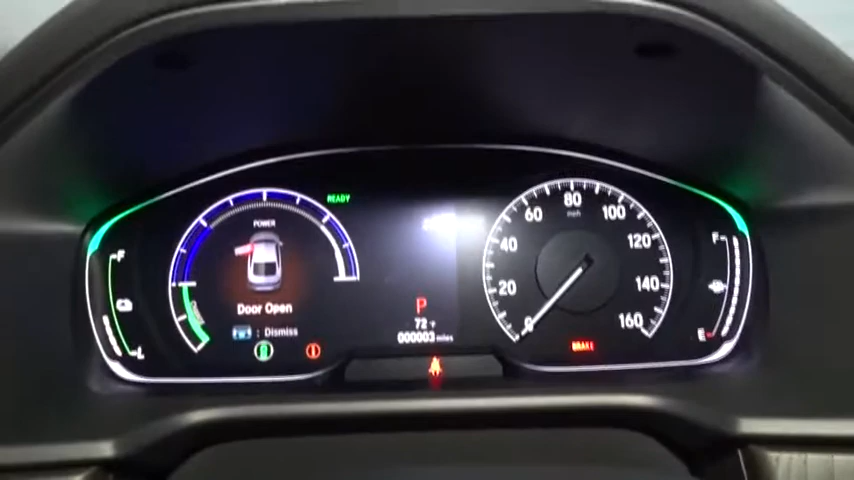 READY
POWER
80
mph
60
100
40
120
20
140
0
160
F
L
F
E
Door Open
: Dismiss
P
72 °F
000003 miles
BRAKE